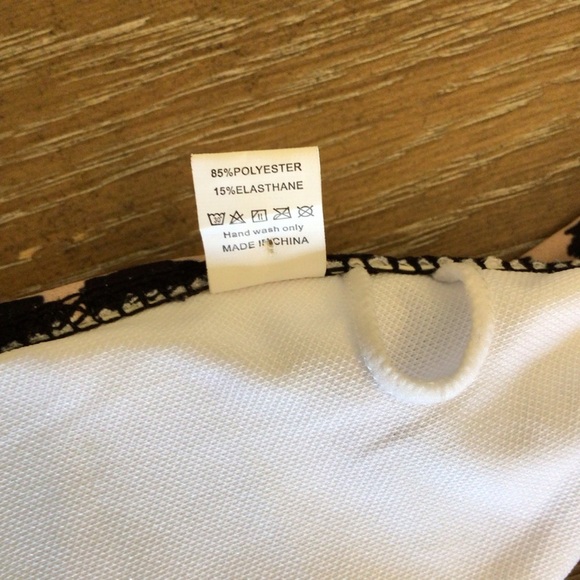 85%POLYESTER
15%ELASTHANE
Hand wash only
MADE IN CHINA